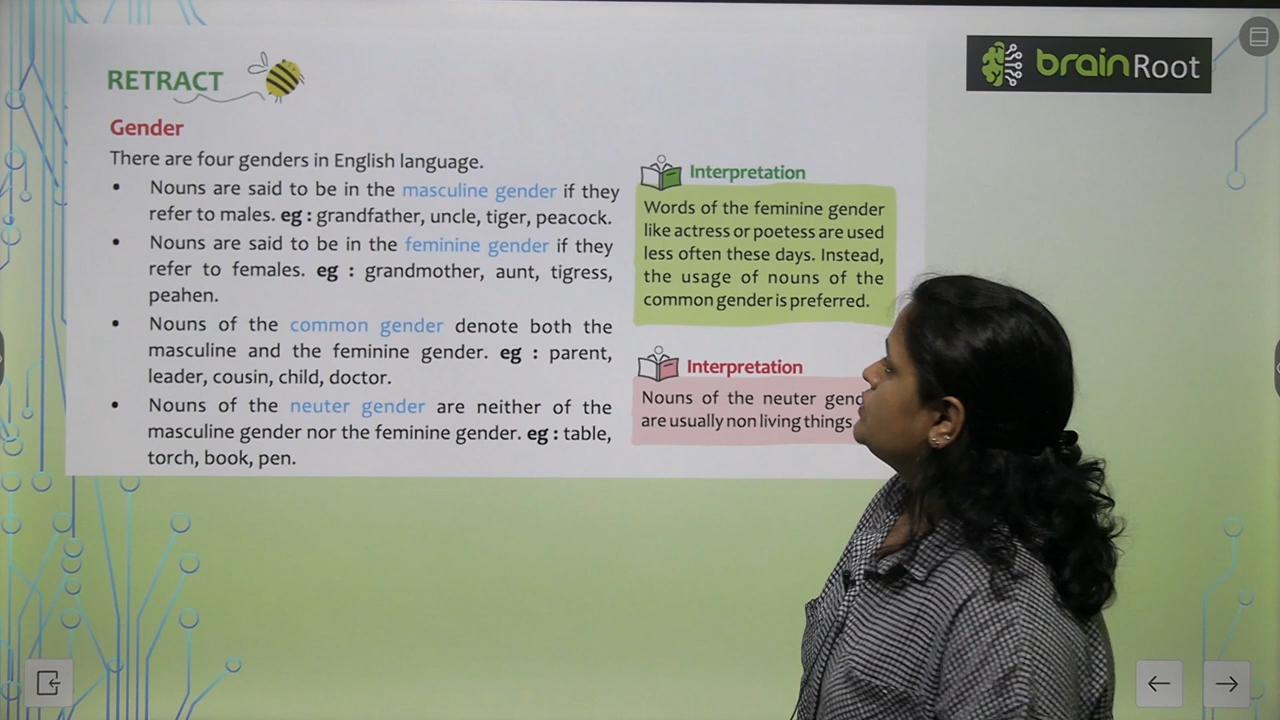 RETRACT
brainRoot
Gender
There are four genders in English language.
• Nouns are said to be in the masculine gender if they
refer to males. eg : grandfather, uncle, tiger, peacock.
• Nouns are said to be in the feminine gender if they
refer to females. eg : grandmother, aunt, tigress,
peahen.
• Nouns of the common gender denote both the
masculine and the feminine gender. eg : parent,
leader, cousin, child, doctor.
• Nouns of the neuter gender are neither of the
masculine gender nor the feminine gender. eg : table,
torch, book, pen.
Interpretation
Words of the feminine gender
like actress or poetess are used
less often these days. Instead,
the usage of nouns of the
common gender is preferred.
Interpretation
Nouns of the neuter gend
are usually non living things